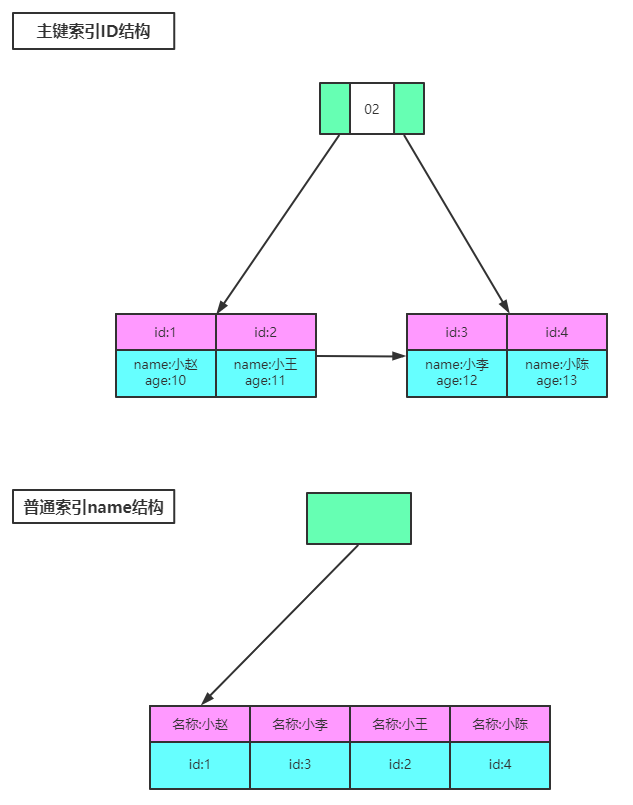 主键索引ID结构
02
id:1
id:2
id:3
id:4
name:小赵
age:10
name:小王
age:11
name:小李
age:12
name:小陈
age:13
普通索引name结构
名称:小赵
名称:小李
名称:小王
名称:小陈
id:1
id:3
id:2
id:4